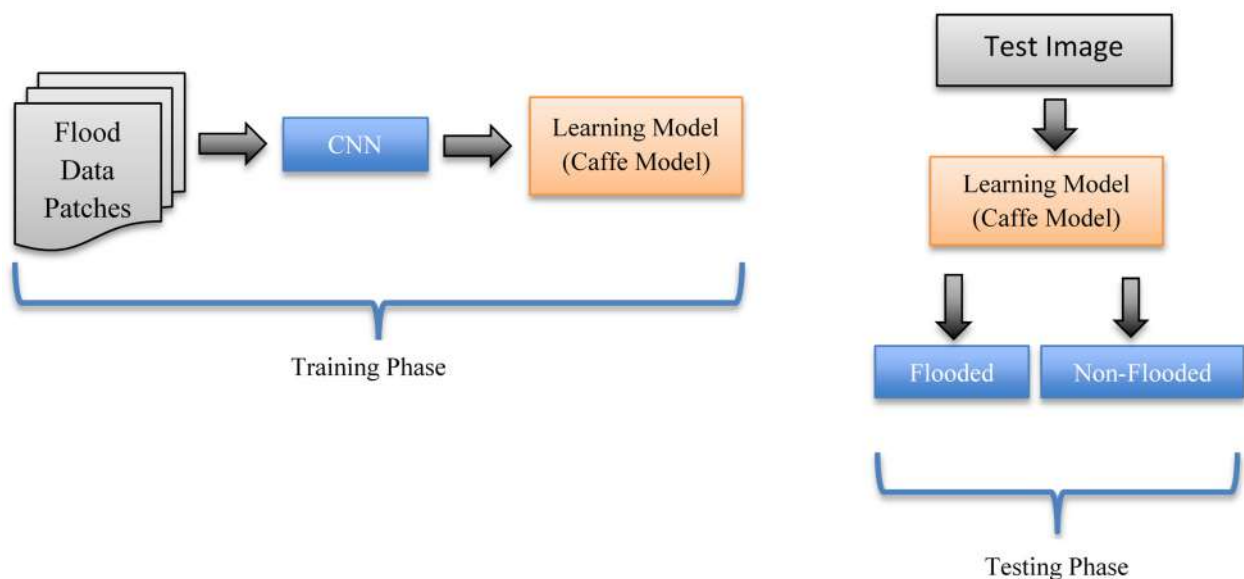 Flood
Data
Patches
CNN
Learning Model
(Caffe Model)
Training Phase
Test Image
Learning Model
(Caffe Model)
Flooded
Non-Flooded
Testing Phase